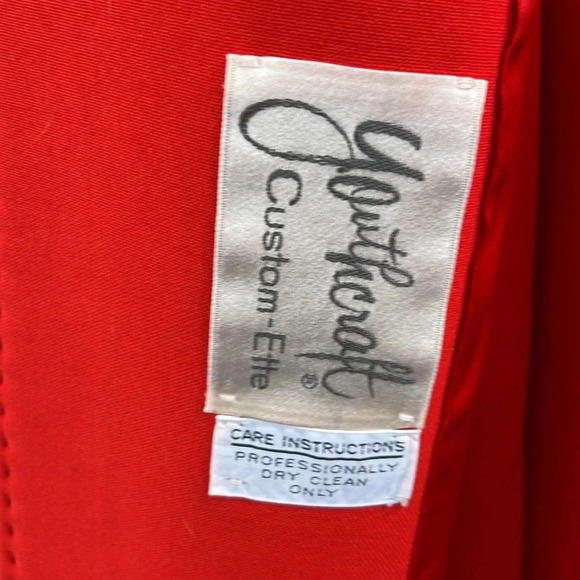 Youthcraft®
Custom-Ette
CARE INSTRUCTIONS
PROFESSIONALLY
DRY CLEAN
ONLY